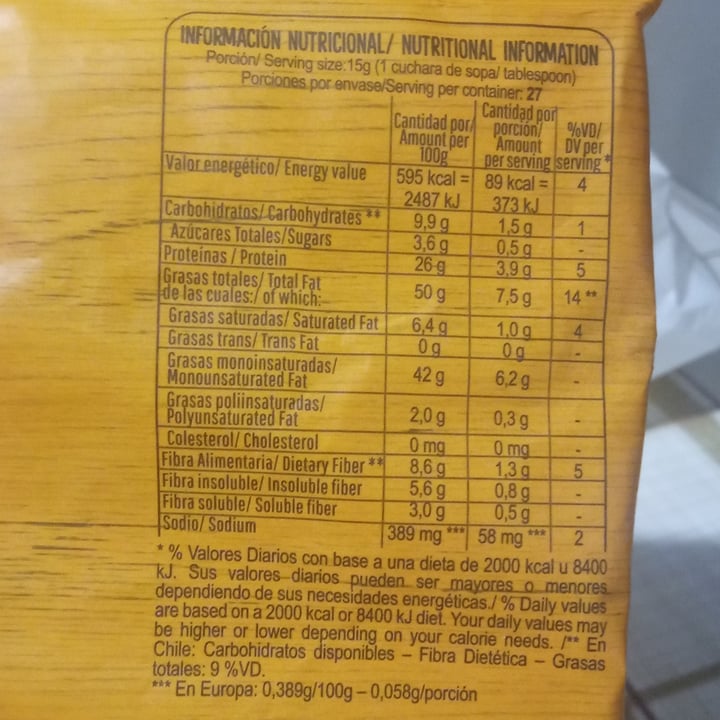 INFORMACIÓN NUTRICIONAL/ NUTRITIONAL INFORMATION
Porción/ Serving size:15g (1 cuchara de sopa/ tablespoon)
Porciones por envase/Serving per container: 27
Cantidad por/ Amount per 100g
Cantidad por porción/ Amount per serving
%VD/ DV per serving *
Valor energético/ Energy value 595 kcal = 2487 kJ 89 kcal = 373 kJ 4
Carbohidratos/ Carbohydrates ** 9,9 g 1,5 g 1
Azúcares Totales/Sugars 3,6 g 0,5 g -
Proteínas / Protein 26 g 3,9 g 5
Grasas totales/ Total Fat
de las cuales:/ of which: 50 g 7,5 g 14 **
Grasas saturadas/ Saturated Fat 6,4 g 1,0 g 4
Grasas trans/ Trans Fat 0 g 0 g -
Grasas monoinsaturadas/
Monounsaturated Fat 42 g 6,2 g -
Grasas poliinsaturadas/
Polyunsaturated Fat 2,0 g 0,3 g -
Colesterol/ Cholesterol 0 mg 0 mg -
Fibra Alimentaria/ Dietary Fiber ** 8,6 g 1,3 g 5
Fibra insoluble/ Insoluble fiber 5,6 g 0,8 g -
Fibra soluble/ Soluble fiber 3,0 g 0,5 g -
Sodio/ Sodium 389 mg *** 58 mg *** 2
* % Valores Diarios con base a una dieta de 2000 kcal u 8400
kJ. Sus valores diarios pueden ser mayores o menores
dependiendo de sus necesidades energéticas./ % Daily values
are based on a 2000 kcal or 8400 kJ diet. Your daily values may
be higher or lower depending on your calorie needs. /** En
Chile: Carbohidratos disponibles – Fibra Dietética – Grasas
totales: 9 %VD.
*** En Europa: 0,389g/100g – 0,058g/porción